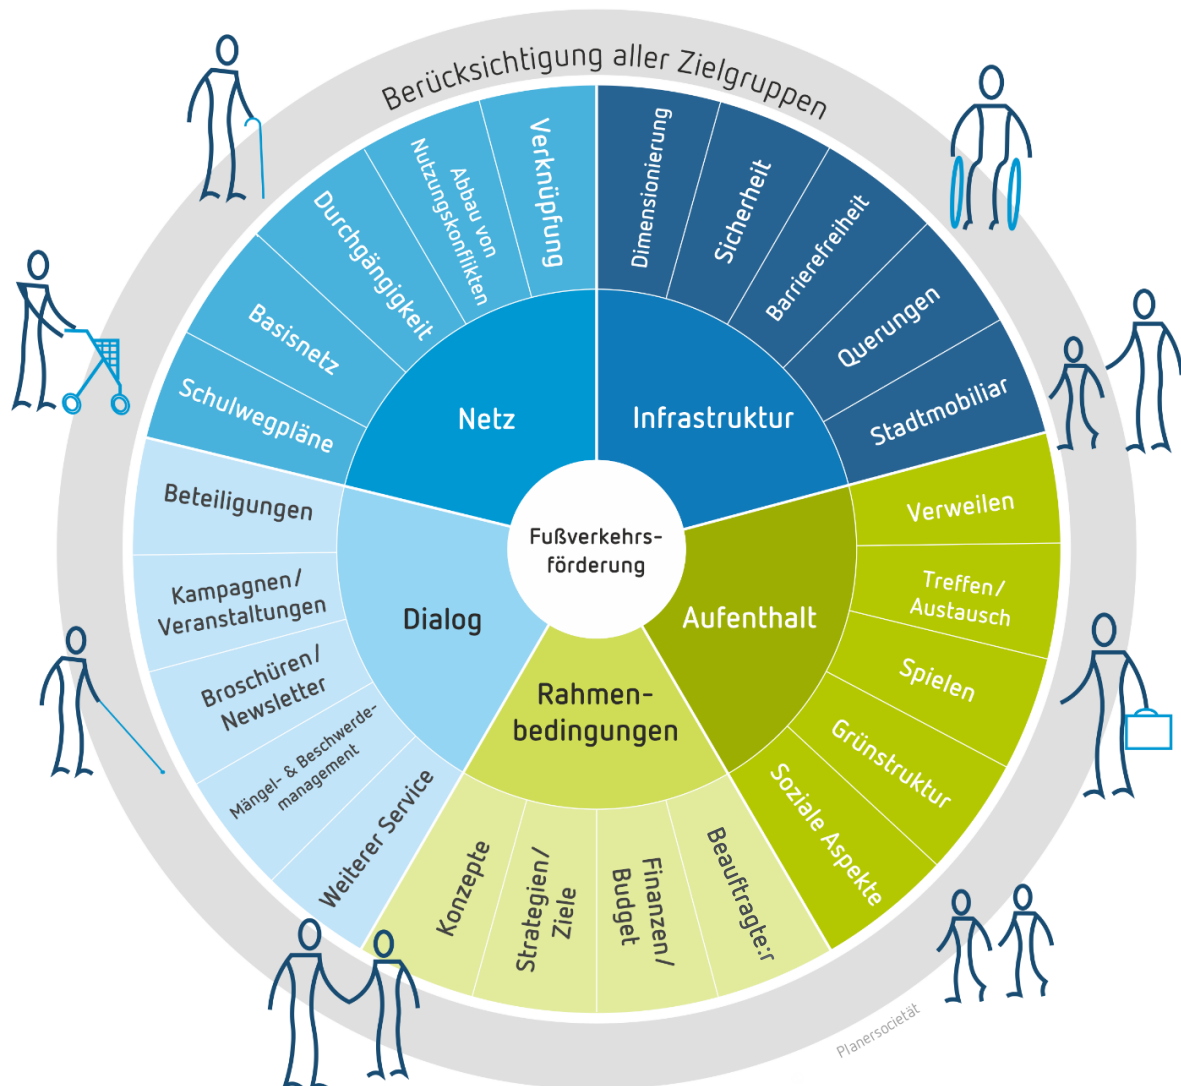 Berücksichtigung aller Zielgruppen
Fußverkehrs-
förderung
Netz
Schulwegpläne
Basisnetz
Durchgängigkeit
Abbau von
Nutzungskonflikten
Verknüpfung
Infrastruktur
Dimensionierung
Sicherheit
Barrierefreiheit
Querungen
Stadtmobiliar
Aufenthalt
Verweilen
Treffen/
Austausch
Spielen
Grünstruktur
Soziale Aspekte
Rahmen-
bedingungen
Beauftragte:r
Finanzen/
Budget
Strategien/
Ziele
Konzepte
Dialog
Weiterer Service
Mängel- & Beschwerde-
management
Broschüren/
Newsletter
Kampagnen/
Veranstaltungen
Beteiligungen
Planersocietät